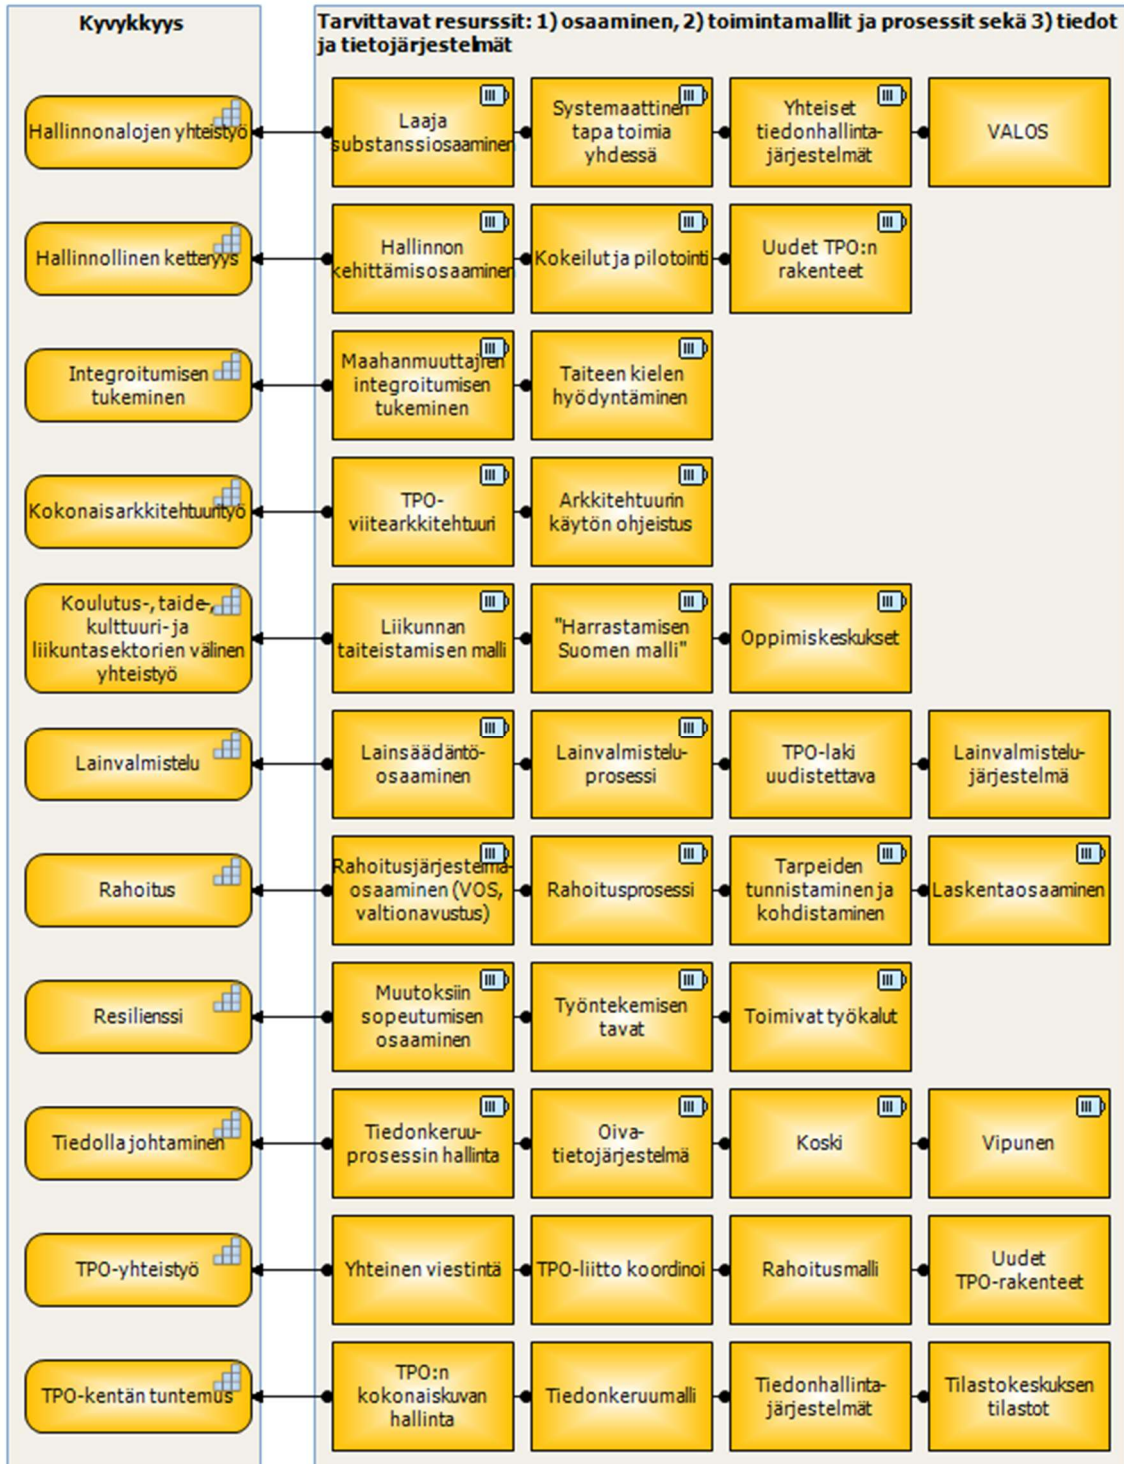 Kyvykkyys
Tarvittavat resurssit: 1) osaaminen, 2) toimintamallit ja prosessit sekä 3) tiedot
ja tietojärjestelmät
Hallinnonalojen yhteistyö
Laaja
substanssiosaaminen
Systemaattinen
tapa toimia
yhdessä
Yhteiset
tiedonhallinta-
järjestelmät
VALOS
Hallinnollinen ketteryys
Hallinnon
kehittämisosaaminen
Kokeilut ja pilotointi
Uudet TPO:n
rakenteet
Integroitumisen
tukeminen
Maahanmuuttajien
integroitumisen
tukeminen
Taiteen kielen
hyödyntäminen
Kokonaisarkkitehtuurityö
TPO-
viitearkkitehtuuri
Arkkitehtuurin
käytön ohjeistus
Koulutus-, taide-,
kulttuuri- ja
liikuntasektorien välinen
yhteistyö
Liikunnan
taiteistamisen malli
"Harrastamisen
Suomen malli"
Oppimiskeskukset
Lainvalmistelu
Lainsäädäntö-
osaaminen
Lainvalmistelu-
prosessi
TPO-laki
uudistettava
Lainvalmistelu-
järjestelmä
Rahoitus
Rahoitusjärjestelmä-
osaaminen (VOS,
valtionavustus)
Rahoitusprosessi
Tarpeiden
tunnistaminen ja
kohdistaminen
Laskentaosaaminen
Resilienssi
Muutoksiin
sopeutumisen
osaaminen
Työntekemisen
tavat
Toimivat työkalut
Tiedolla johtaminen
Tiedonkeruu-
prosessin hallinta
Oiva-
tietojärjestelmä
Koski
Vipunen
TPO-yhteistyö
Yhteinen viestintä
TPO-liitto koordinoi
Rahoitusmalli
Uudet
TPO-rakenteet
TPO-kentän tuntemus
TPO:n
kokonaiskuvan
hallinta
Tiedonkeruumalli
Tiedonhallinta-
järjestelmät
Tilastokeskuksen
tilastot